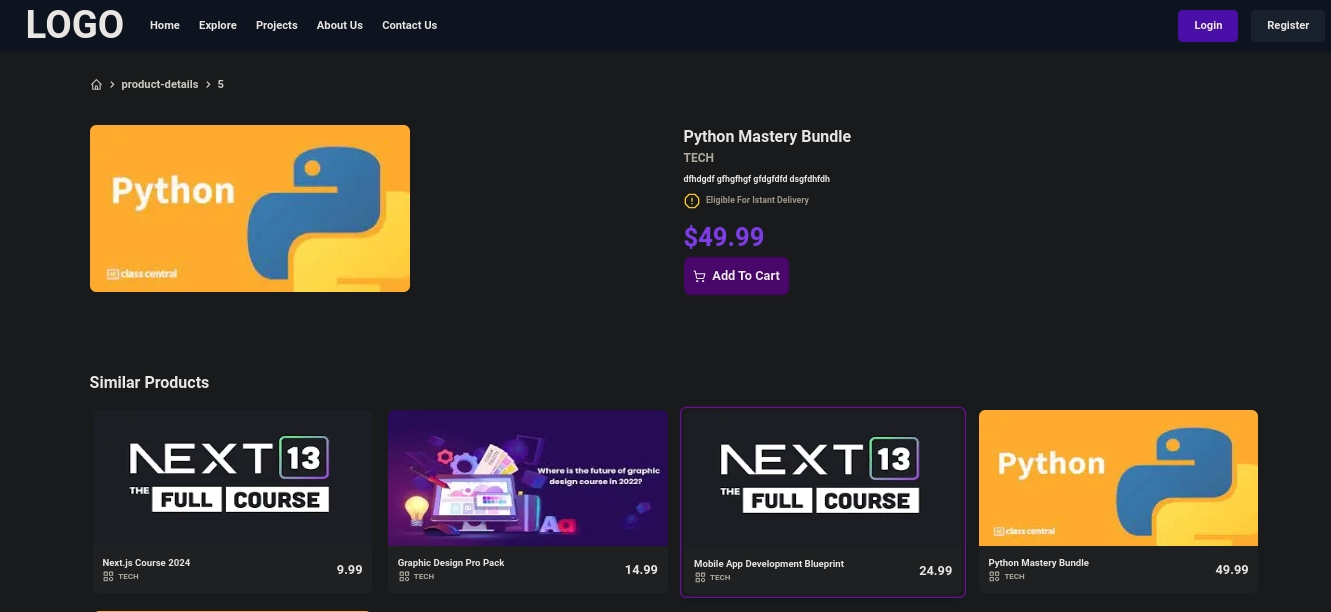 LOGO Home Explore Projects About Us Contact Us Login Register
product-details 5
Python
class central
Python Mastery Bundle
TECH
dfhdgdf gfhgfhgf gfdgfdfd dsgfdhfdh
Eligible For Istant Delivery
$49.99
Add To Cart
Similar Products
NEXT 13
THE FULL COURSE
Next.js Course 2024
TECH
9.99
Where is the future of graphic
design course in 2022?
Aa
Graphic Design Pro Pack
TECH
14.99
NEXT 13
THE FULL COURSE
Mobile App Development Blueprint
TECH
24.99
Python
class central
Python Mastery Bundle
TECH
49.99